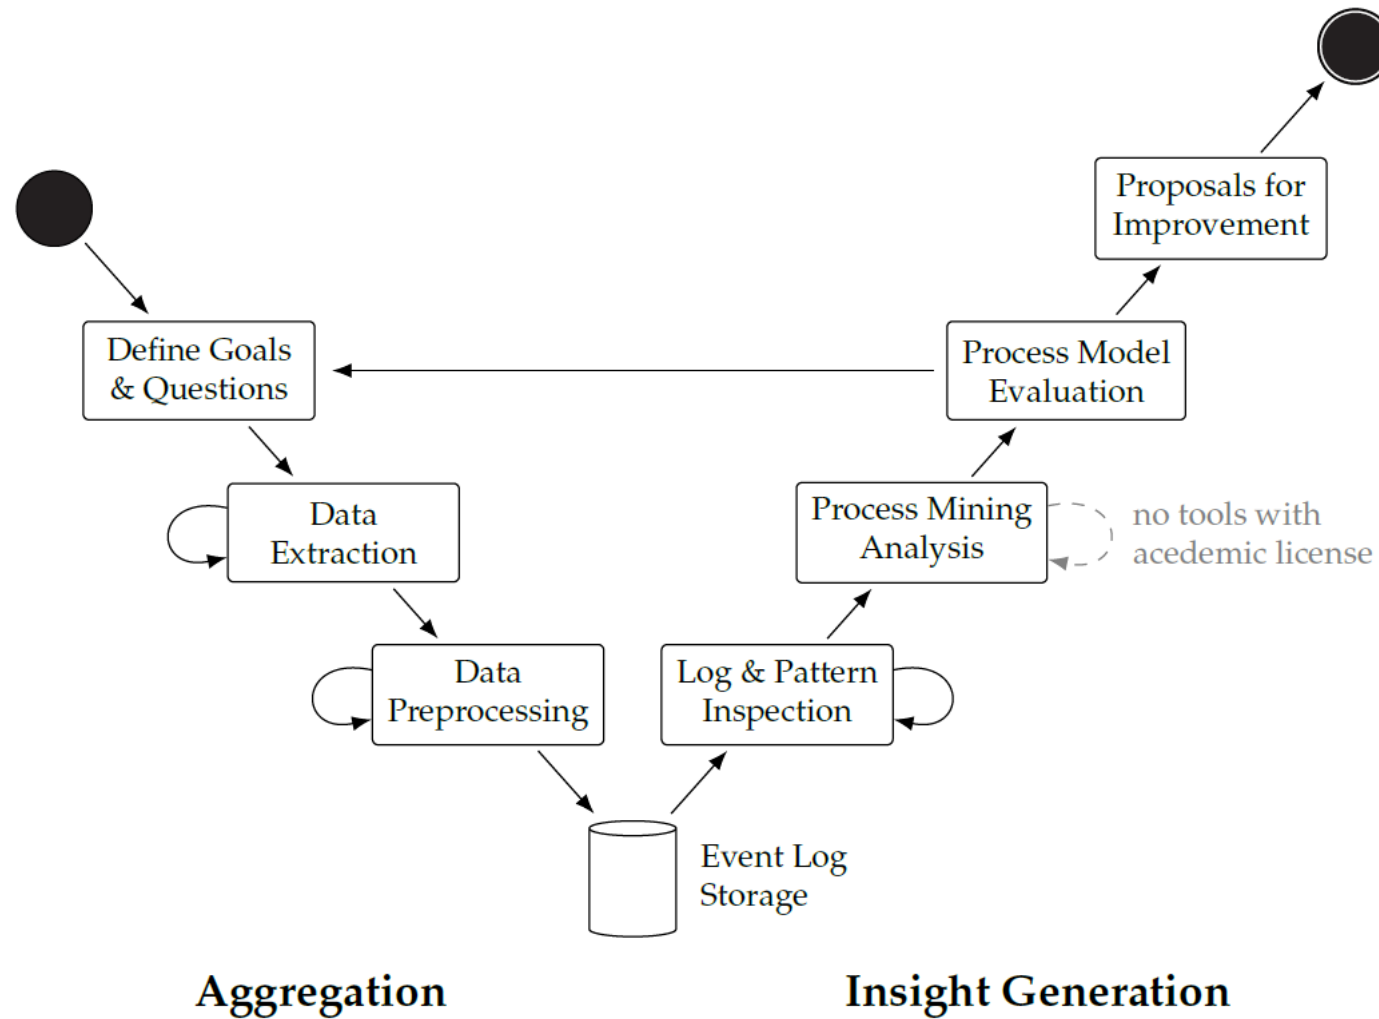 Proposals for
Improvement
Define Goals
& Questions
Process Model
Evaluation
Data
Extraction
Process Mining
Analysis
no tools with
acedemic license
Data
Preprocessing
Log & Pattern
Inspection
Event Log
Storage
Aggregation
Insight Generation